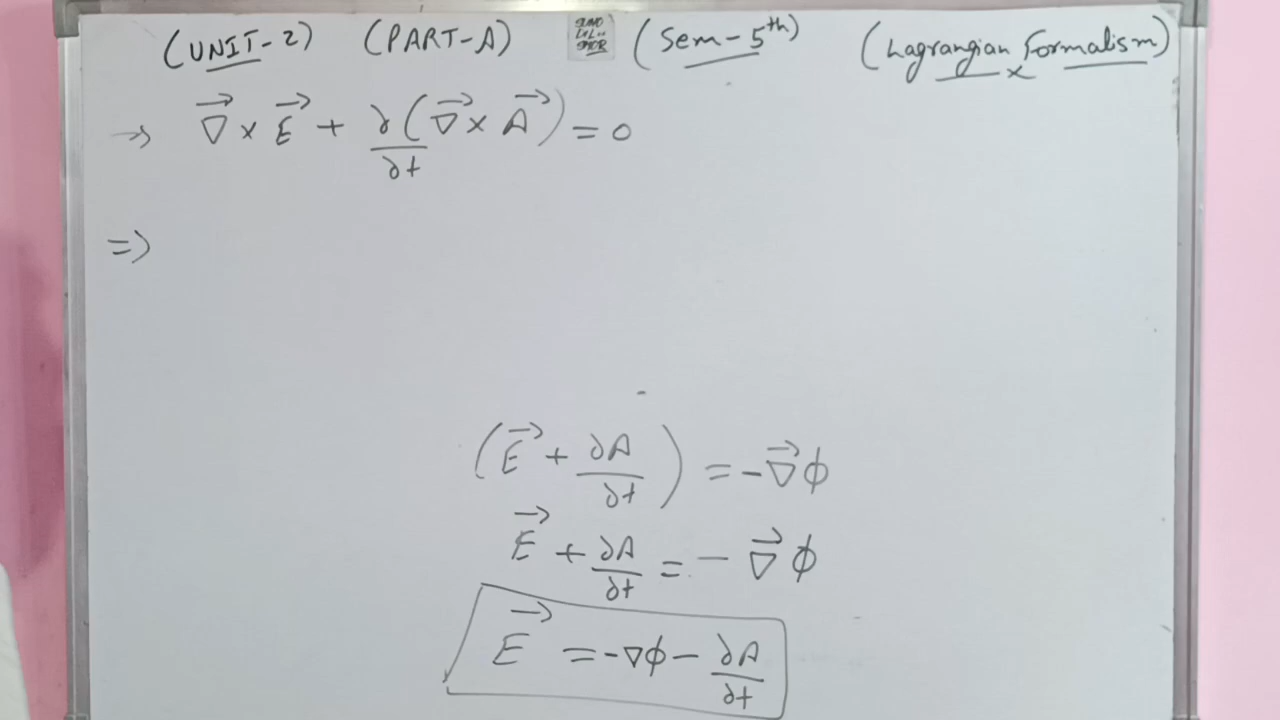 (UNIT-2) (PART-A) (Sem-5th) (Lagrangian Formalism)
→ ∇⃗ × E⃗ + ∂(∇⃗ × A⃗)/∂t = 0
⇒
(E⃗ + ∂A/∂t) = -∇⃗ϕ
E⃗ + ∂A/∂t = - ∇⃗ϕ
E⃗ = -∇ϕ - ∂A/∂t